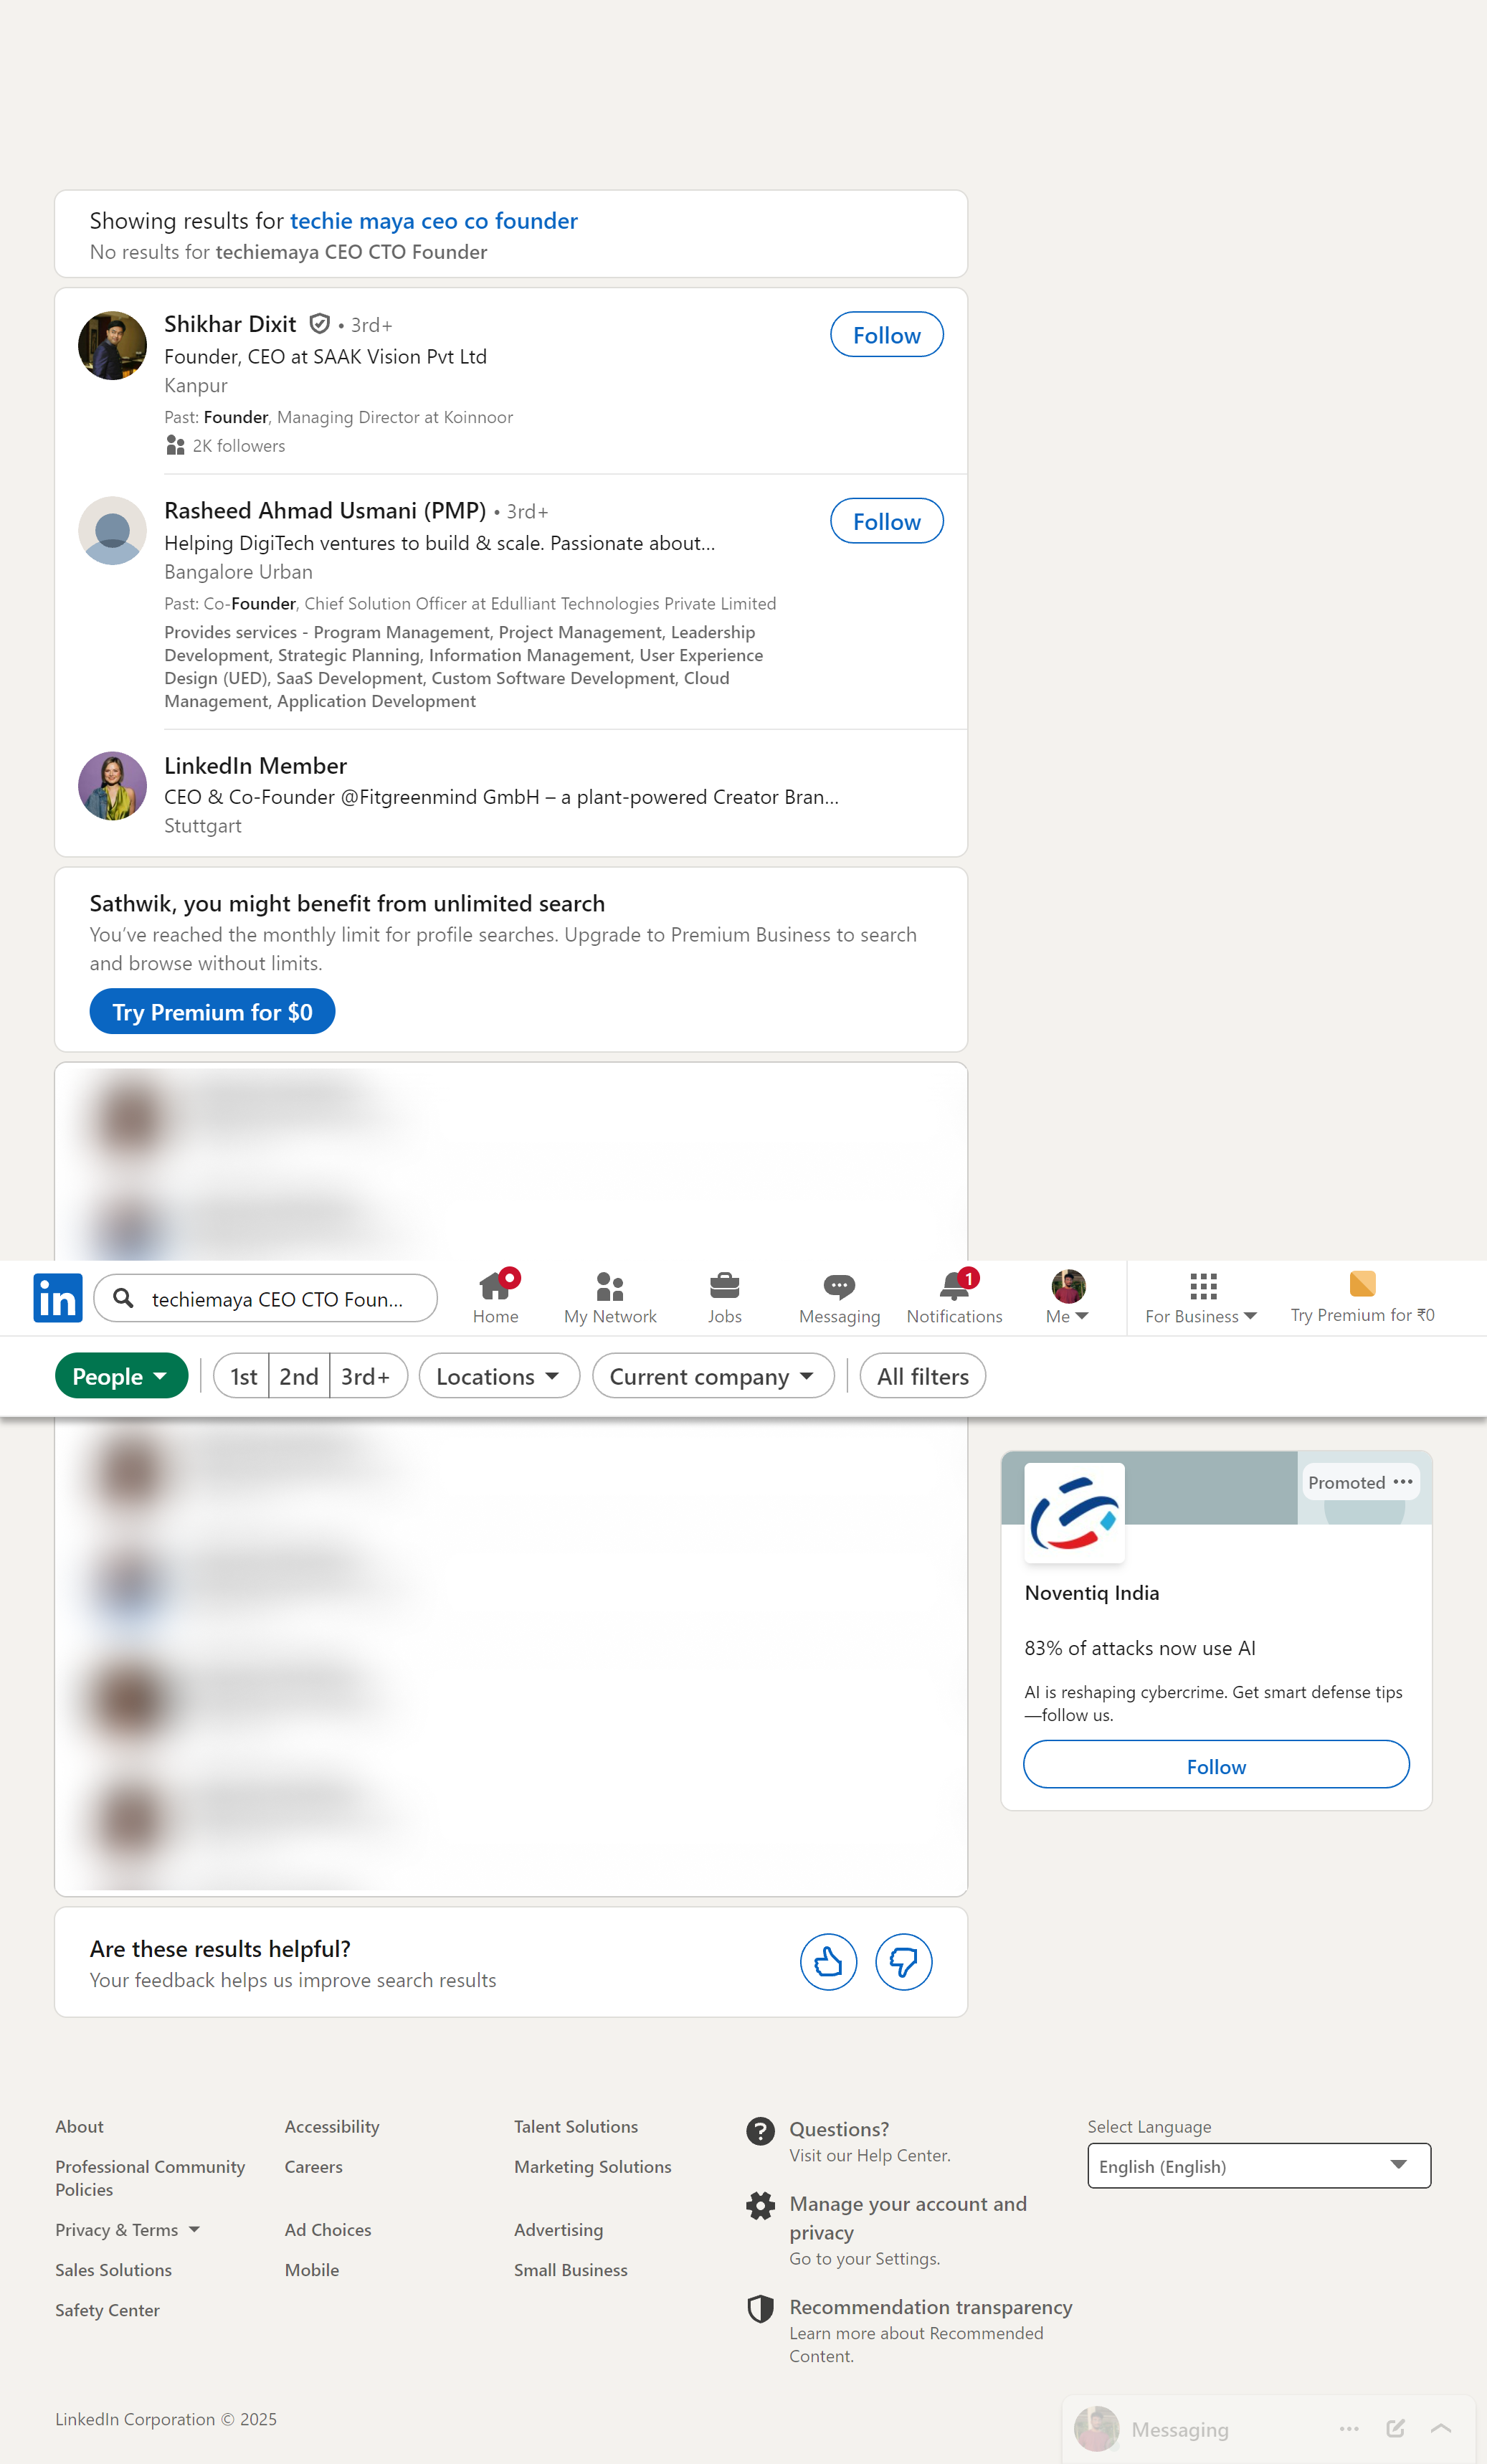 Showing results for techie maya ceo co founder
No results for techiemaya CEO CTO Founder
Shikhar Dixit • 3rd+
Follow
Founder, CEO at SAAK Vision Pvt Ltd
Kanpur
Past: Founder, Managing Director at Koinnoor
2K followers
Rasheed Ahmad Usmani (PMP) • 3rd+
Follow
Helping DigiTech ventures to build & scale. Passionate about...
Bangalore Urban
Past: Co-Founder, Chief Solution Officer at Edulliant Technologies Private Limited
Provides services - Program Management, Project Management, Leadership
Development, Strategic Planning, Information Management, User Experience
Design (UED), SaaS Development, Custom Software Development, Cloud
Management, Application Development
LinkedIn Member
CEO & Co-Founder @Fitgreenmind GmbH – a plant-powered Creator Bran...
Stuttgart
Sathwik, you might benefit from unlimited search
You’ve reached the monthly limit for profile searches. Upgrade to Premium Business to search
and browse without limits.
Try Premium for $0
in
techiemaya CEO CTO Foun...
Home
My Network
Jobs
Messaging
1
Notifications
Me
For Business
Try Premium for ₹0
People
1st
2nd
3rd+
Locations
Current company
All filters
Promoted
Noventiq India
83% of attacks now use AI
AI is reshaping cybercrime. Get smart defense tips
—follow us.
Follow
Are these results helpful?
Your feedback helps us improve search results
About
Accessibility
Talent Solutions
Professional Community
Policies
Careers
Marketing Solutions
Privacy & Terms
Ad Choices
Advertising
Sales Solutions
Mobile
Small Business
Safety Center
Questions?
Visit our Help Center.
Manage your account and
privacy
Go to your Settings.
Recommendation transparency
Learn more about Recommended
Content.
Select Language
English (English)
LinkedIn Corporation © 2025
Messaging